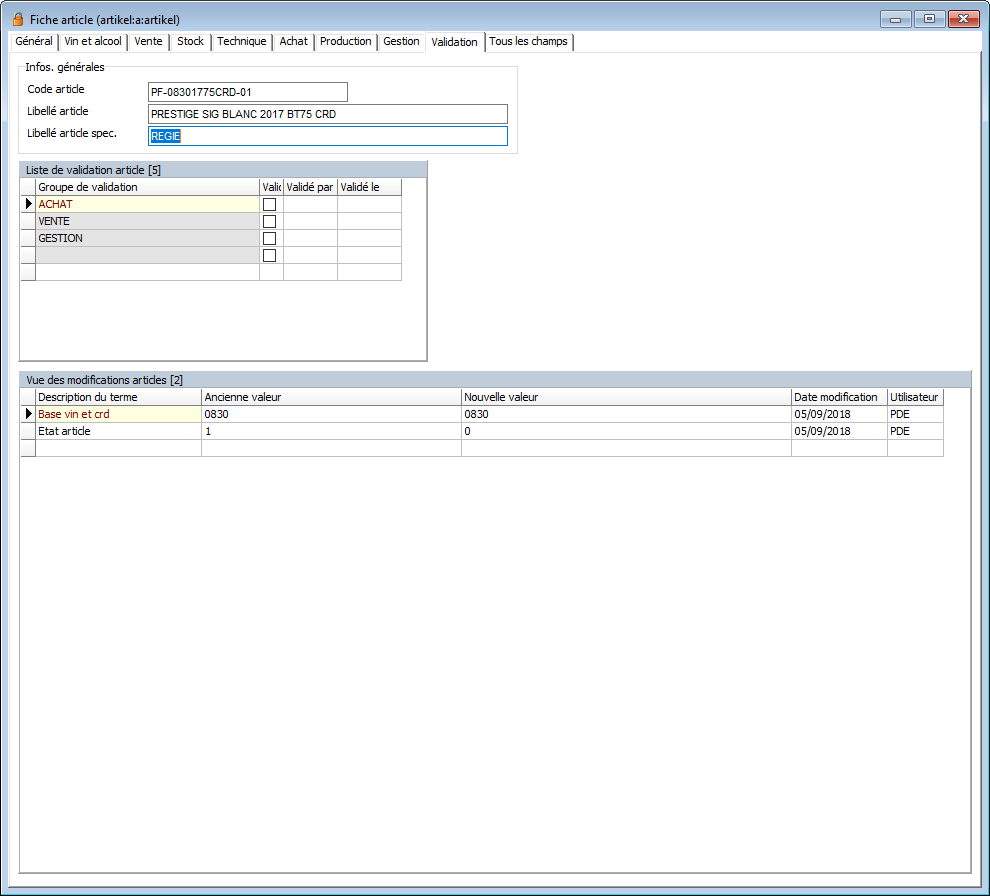 Fiche article (artikel:a:artikel)
Général Vin et alcool Vente Stock Technique Achat Production Gestion Validation Tous les champs
Infos. générales
Code article PF-08301775CRD-01
Libellé article PRESTIGE SIG BLANC 2017 BT75 CRD
Libellé article spec. REGIE
Liste de validation article [5]
Groupe de validation Valid Validé par Validé le
ACHAT
VENTE
GESTION
Vue des modifications articles [2]
Description du terme Ancienne valeur Nouvelle valeur Date modification Utilisateur
Base vin et crd 0830 0830 05/09/2018 PDE
Etat article 1 0 05/09/2018 PDE